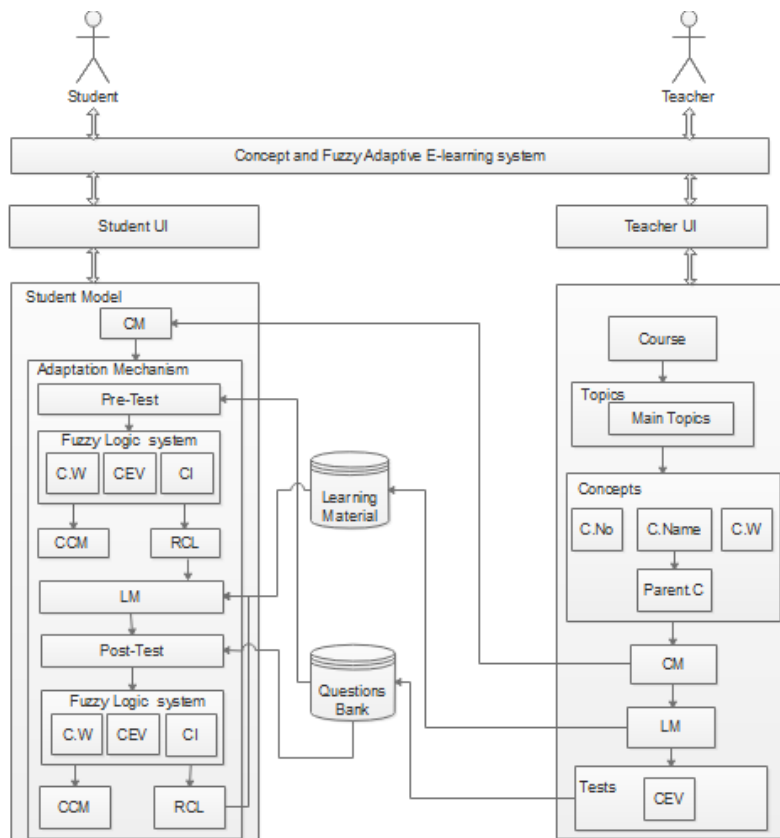 Student
Teacher
Concept and Fuzzy Adaptive E-learning system
Student UI
Teacher UI
Student Model
CM
Adaptation Mechanism
Pre-Test
Fuzzy Logic system
C.W
CEV
CI
CCM
RCL
LM
Post-Test
Fuzzy Logic system
C.W
CEV
CI
CCM
RCL
Learning
Material
Questions
Bank
Course
Topics
Main Topics
Concepts
C.No
C.Name
C.W
Parent.C
CM
LM
Tests
CEV